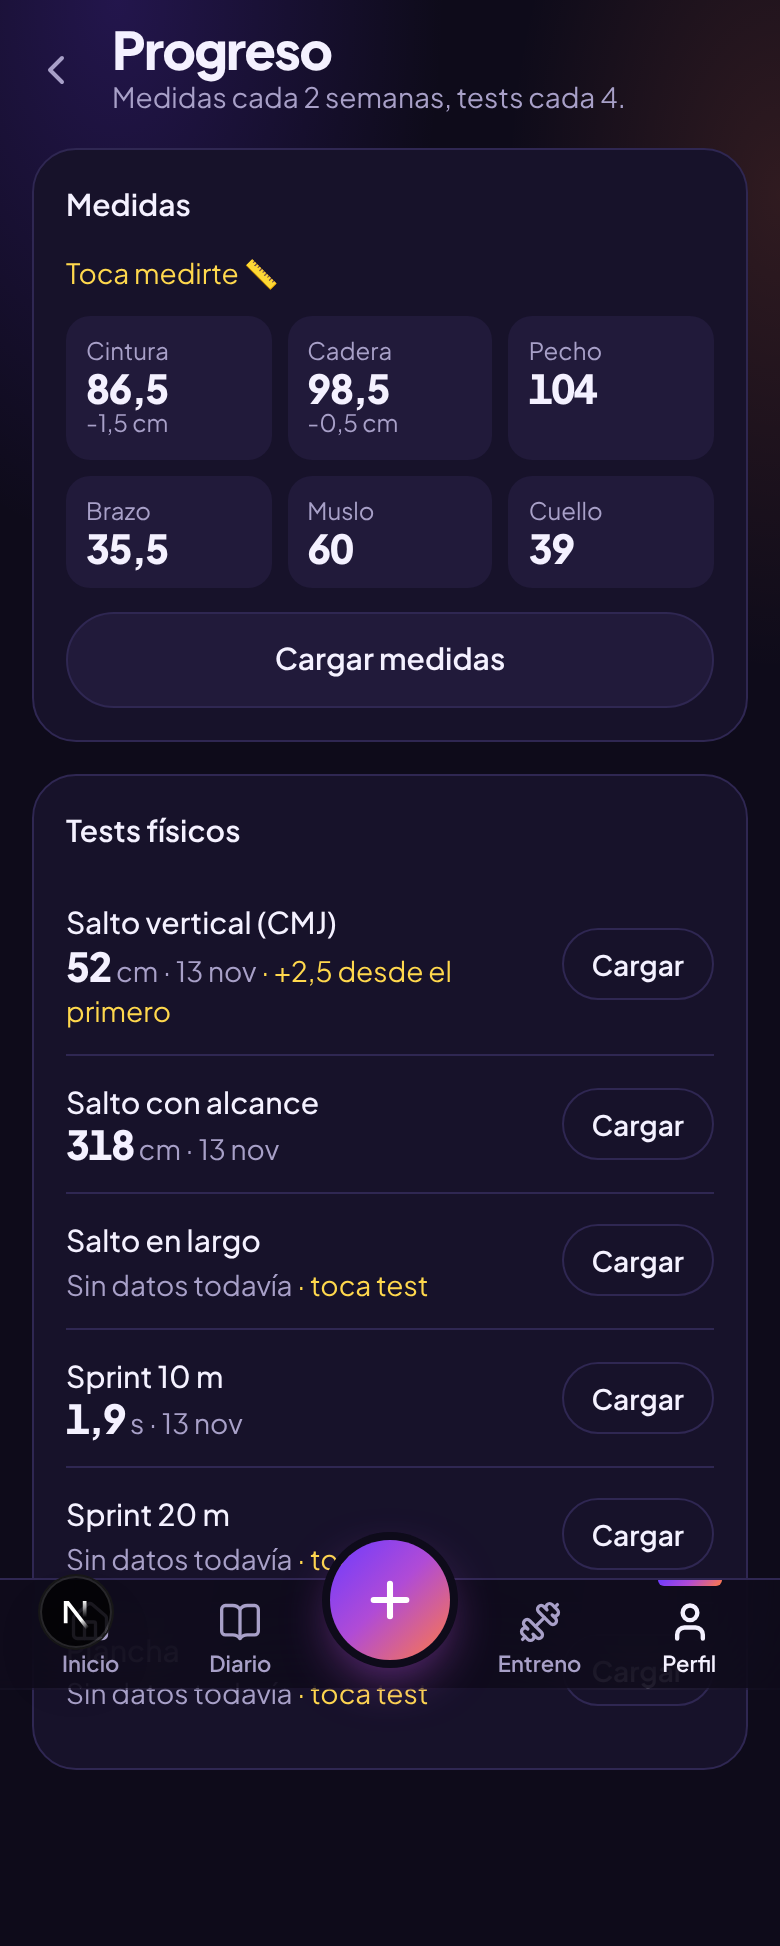 Progreso
Medidas cada 2 semanas, tests cada 4.
Medidas
Toca medirte 📏
Cintura
86,5
-1,5 cm
Cadera
98,5
-0,5 cm
Pecho
104
Brazo
35,5
Muslo
60
Cuello
39
Cargar medidas
Tests físicos
Salto vertical (CMJ)
52 cm · 13 nov · +2,5 desde el
primero
Cargar
Salto con alcance
318 cm · 13 nov
Cargar
Salto en largo
Sin datos todavía · toca test
Cargar
Sprint 10 m
1,9 s · 13 nov
Cargar
Sprint 20 m
Sin datos todavía · to
Cargar
Cargar
Sin datos todavía · toca test
N
Inicio
Diario
Entreno
Perfil